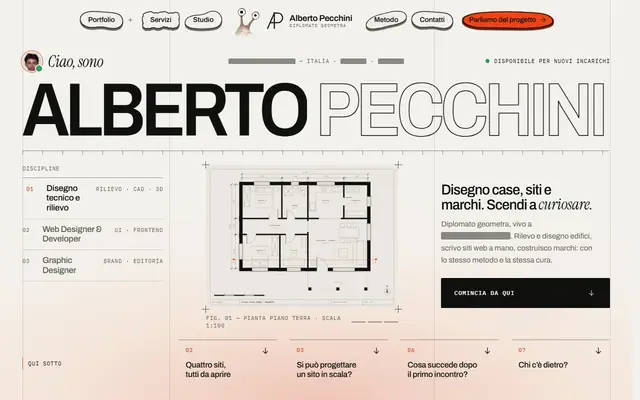 Portfolio
+
Servizi
Studio
AP
Alberto Pecchini
DIPLOMATO GEOMETRA
Metodo
Contatti
Parliamo del progetto →
Ciao, sono
— ITALIA ·
·
DISPONIBILE PER NUOVI INCARICHI
ALBERTO PECCHINI
DISCIPLINE
01
Disegno
tecnico e
rilievo
RILIEVO · CAD · 3D
02
Web Designer &
Developer
UI · FRONTEND
03
Graphic
Designer
BRAND · EDITORIA
FIG. 01 — PIANTA PIANO TERRA · SCALA
1:100
Disegno case, siti e
marchi. Scendi a curiosare.
Diplomato geometra, vivo a
. Rilevo e disegno edifici,
scrivo siti web a mano, costruisco marchi: con
lo stesso metodo e la stessa cura.
COMINCIA DA QUI ↓
QUI SOTTO
02 ↓
Quattro siti,
tutti da aprire
03 ↓
Si può progettare
un sito in scala?
06 ↓
Cosa succede dopo
il primo incontro?
07 ↓
Chi c'è dietro?